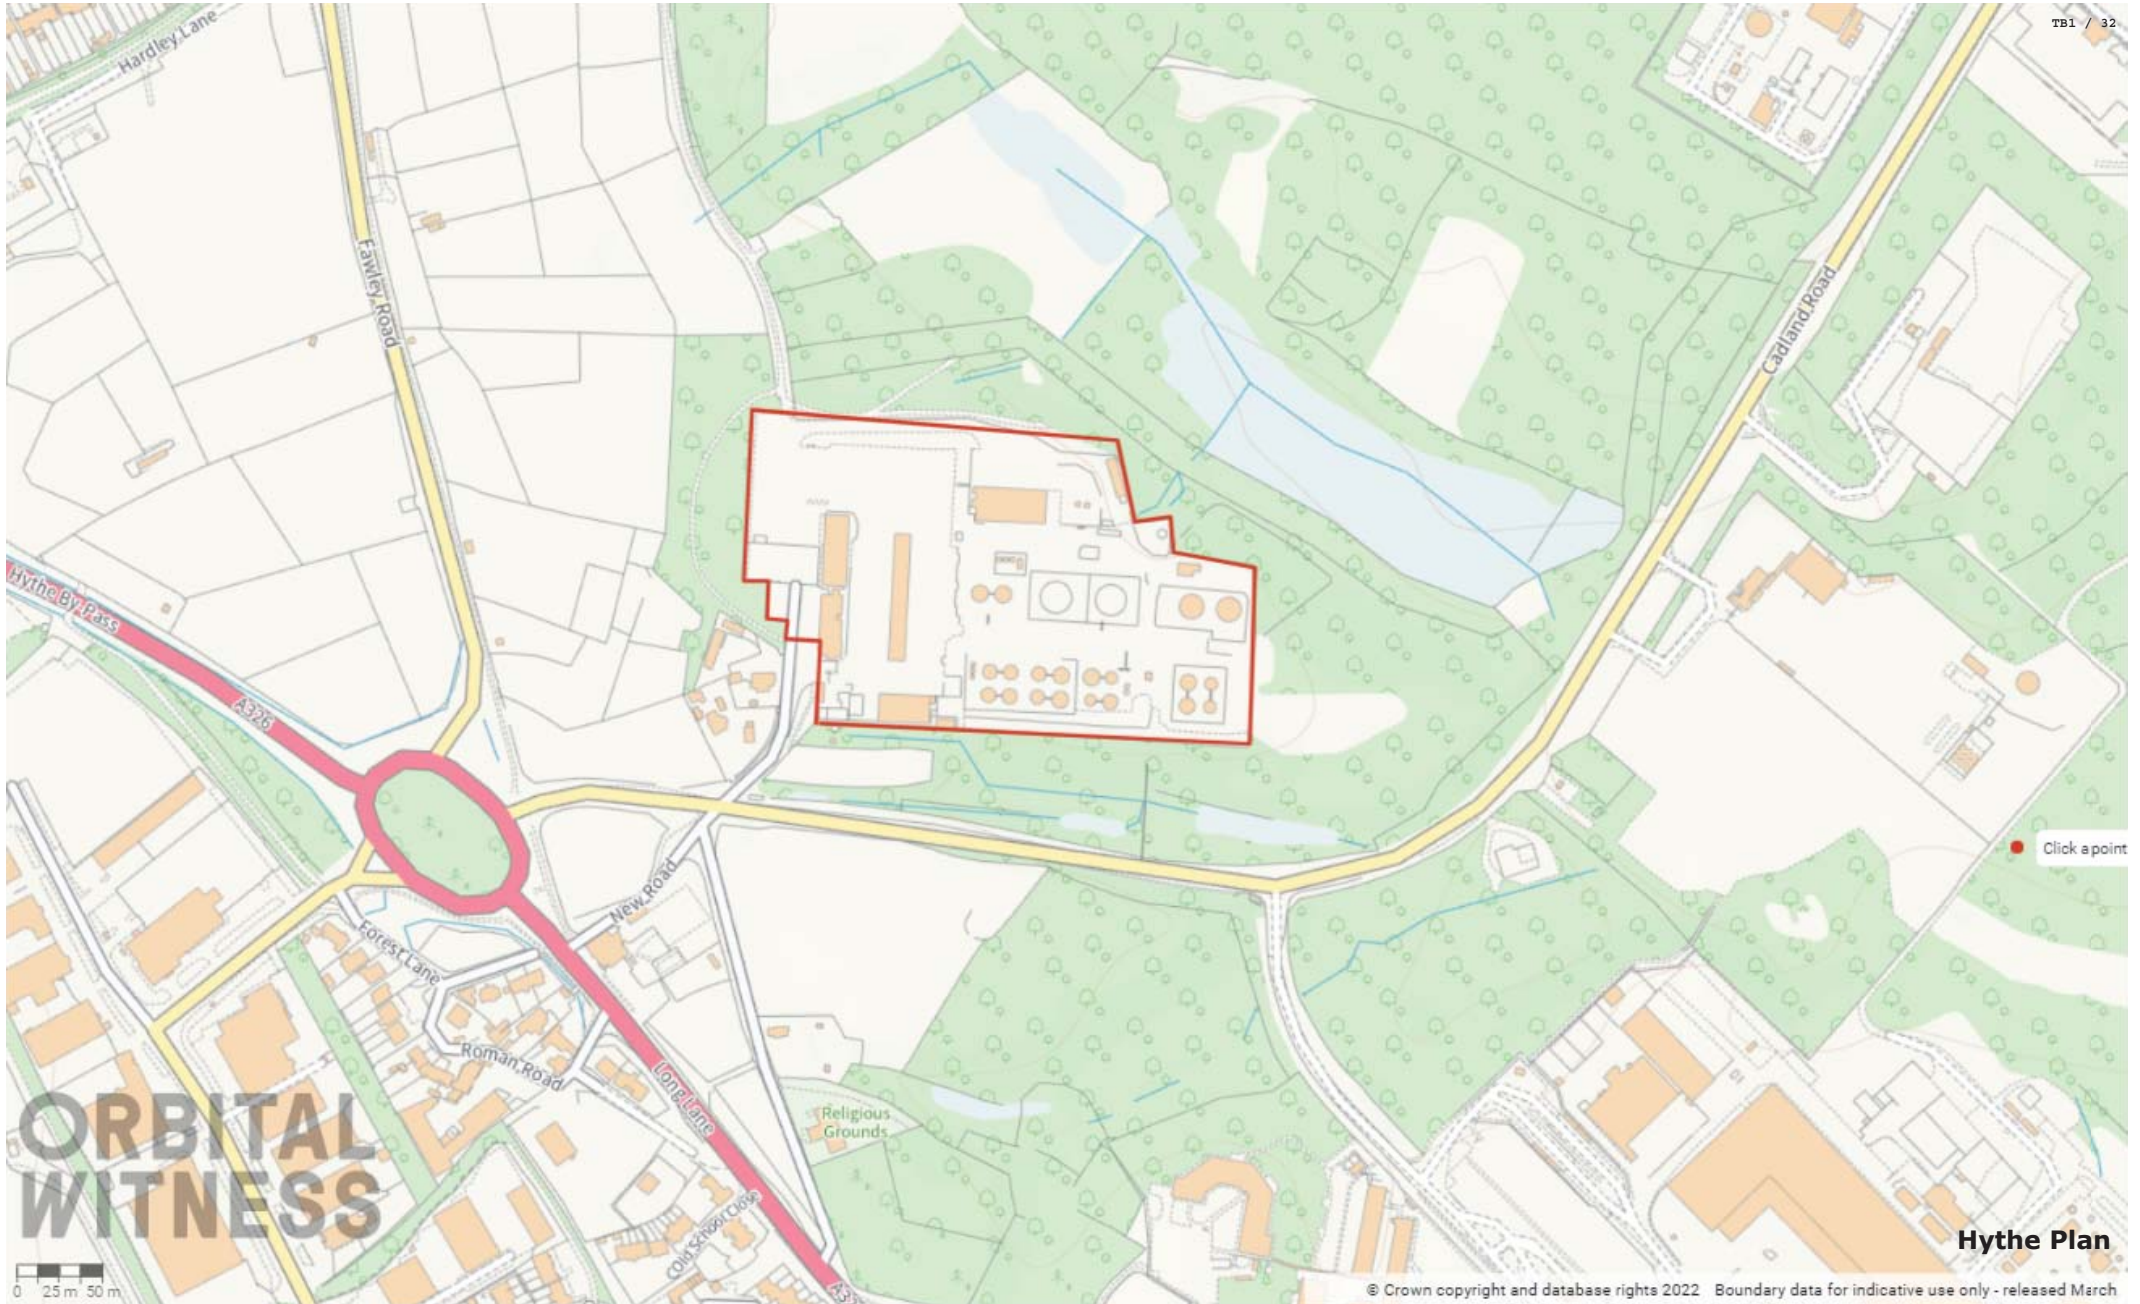 TB1 / 32
Hardley Lane
Fawley Road
Cadland Road
Hythe By-Pass
A326
Click a point
New Road
Forest Lane
Roman Road
Long Lane
Religious
Grounds
Old School Close
ORBITAL
WITNESS
Hythe Plan
0 25 m 50 m
© Crown copyright and database rights 2022 Boundary data for indicative use only - released March